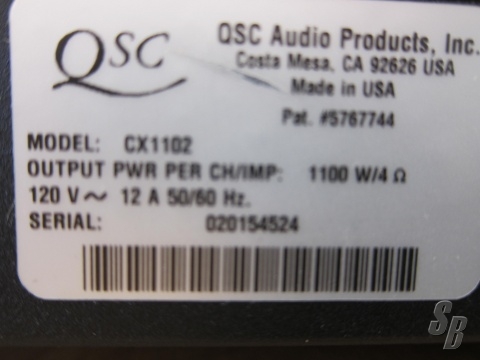 QSC
QSC Audio Products, Inc.
Costa Mesa, CA 92626 USA
Made in USA
Pat. #5767744
MODEL: CX1102
OUTPUT PWR PER CH/IMP: 1100 W/4 Ω
120 V～ 12 A 50/60 Hz.
SERIAL: 020154524
SB